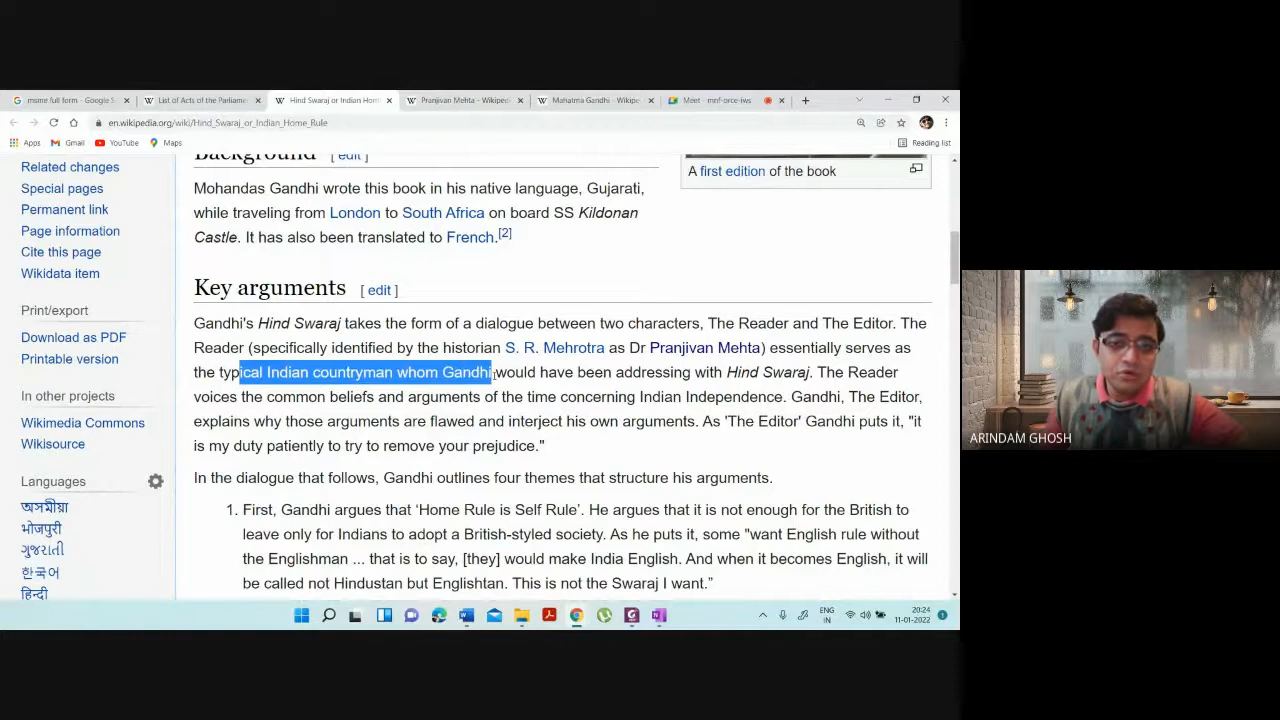 msme full form - Google S
List of Acts of the Parliame
Hind Swaraj or Indian Hom
Pranjivan Mehta - Wikiped
Mahatma Gandhi - Wikipe
Meet - mnf-orce-iws
en.wikipedia.org/wiki/Hind_Swaraj_or_Indian_Home_Rule
Apps
Gmail
YouTube
Maps
Reading list
Related changes
Special pages
Permanent link
Page information
Cite this page
Wikidata item
Print/export
Download as PDF
Printable version
In other projects
Wikimedia Commons
Wikisource
Languages
অসমীয়া
भोजपुरी
ગુજરાતી
한국어
हिन्दी
Background [ edit ]
Mohandas Gandhi wrote this book in his native language, Gujarati,
while traveling from London to South Africa on board SS Kildonan
Castle. It has also been translated to French.[2]
A first edition of the book
Key arguments [ edit ]
Gandhi's Hind Swaraj takes the form of a dialogue between two characters, The Reader and The Editor. The
Reader (specifically identified by the historian S. R. Mehrotra as Dr Pranjivan Mehta) essentially serves as
the typical Indian countryman whom Gandhi would have been addressing with Hind Swaraj. The Reader
voices the common beliefs and arguments of the time concerning Indian Independence. Gandhi, The Editor,
explains why those arguments are flawed and interject his own arguments. As 'The Editor' Gandhi puts it, "it
is my duty patiently to try to remove your prejudice."
In the dialogue that follows, Gandhi outlines four themes that structure his arguments.
1. First, Gandhi argues that ‘Home Rule is Self Rule’. He argues that it is not enough for the British to
leave only for Indians to adopt a British-styled society. As he puts it, some "want English rule without
the Englishman ... that is to say, [they] would make India English. And when it becomes English, it will
be called not Hindustan but Englishtan. This is not the Swaraj I want.”
ENG
IN
20:24
11-01-2022
ARINDAM GHOSH